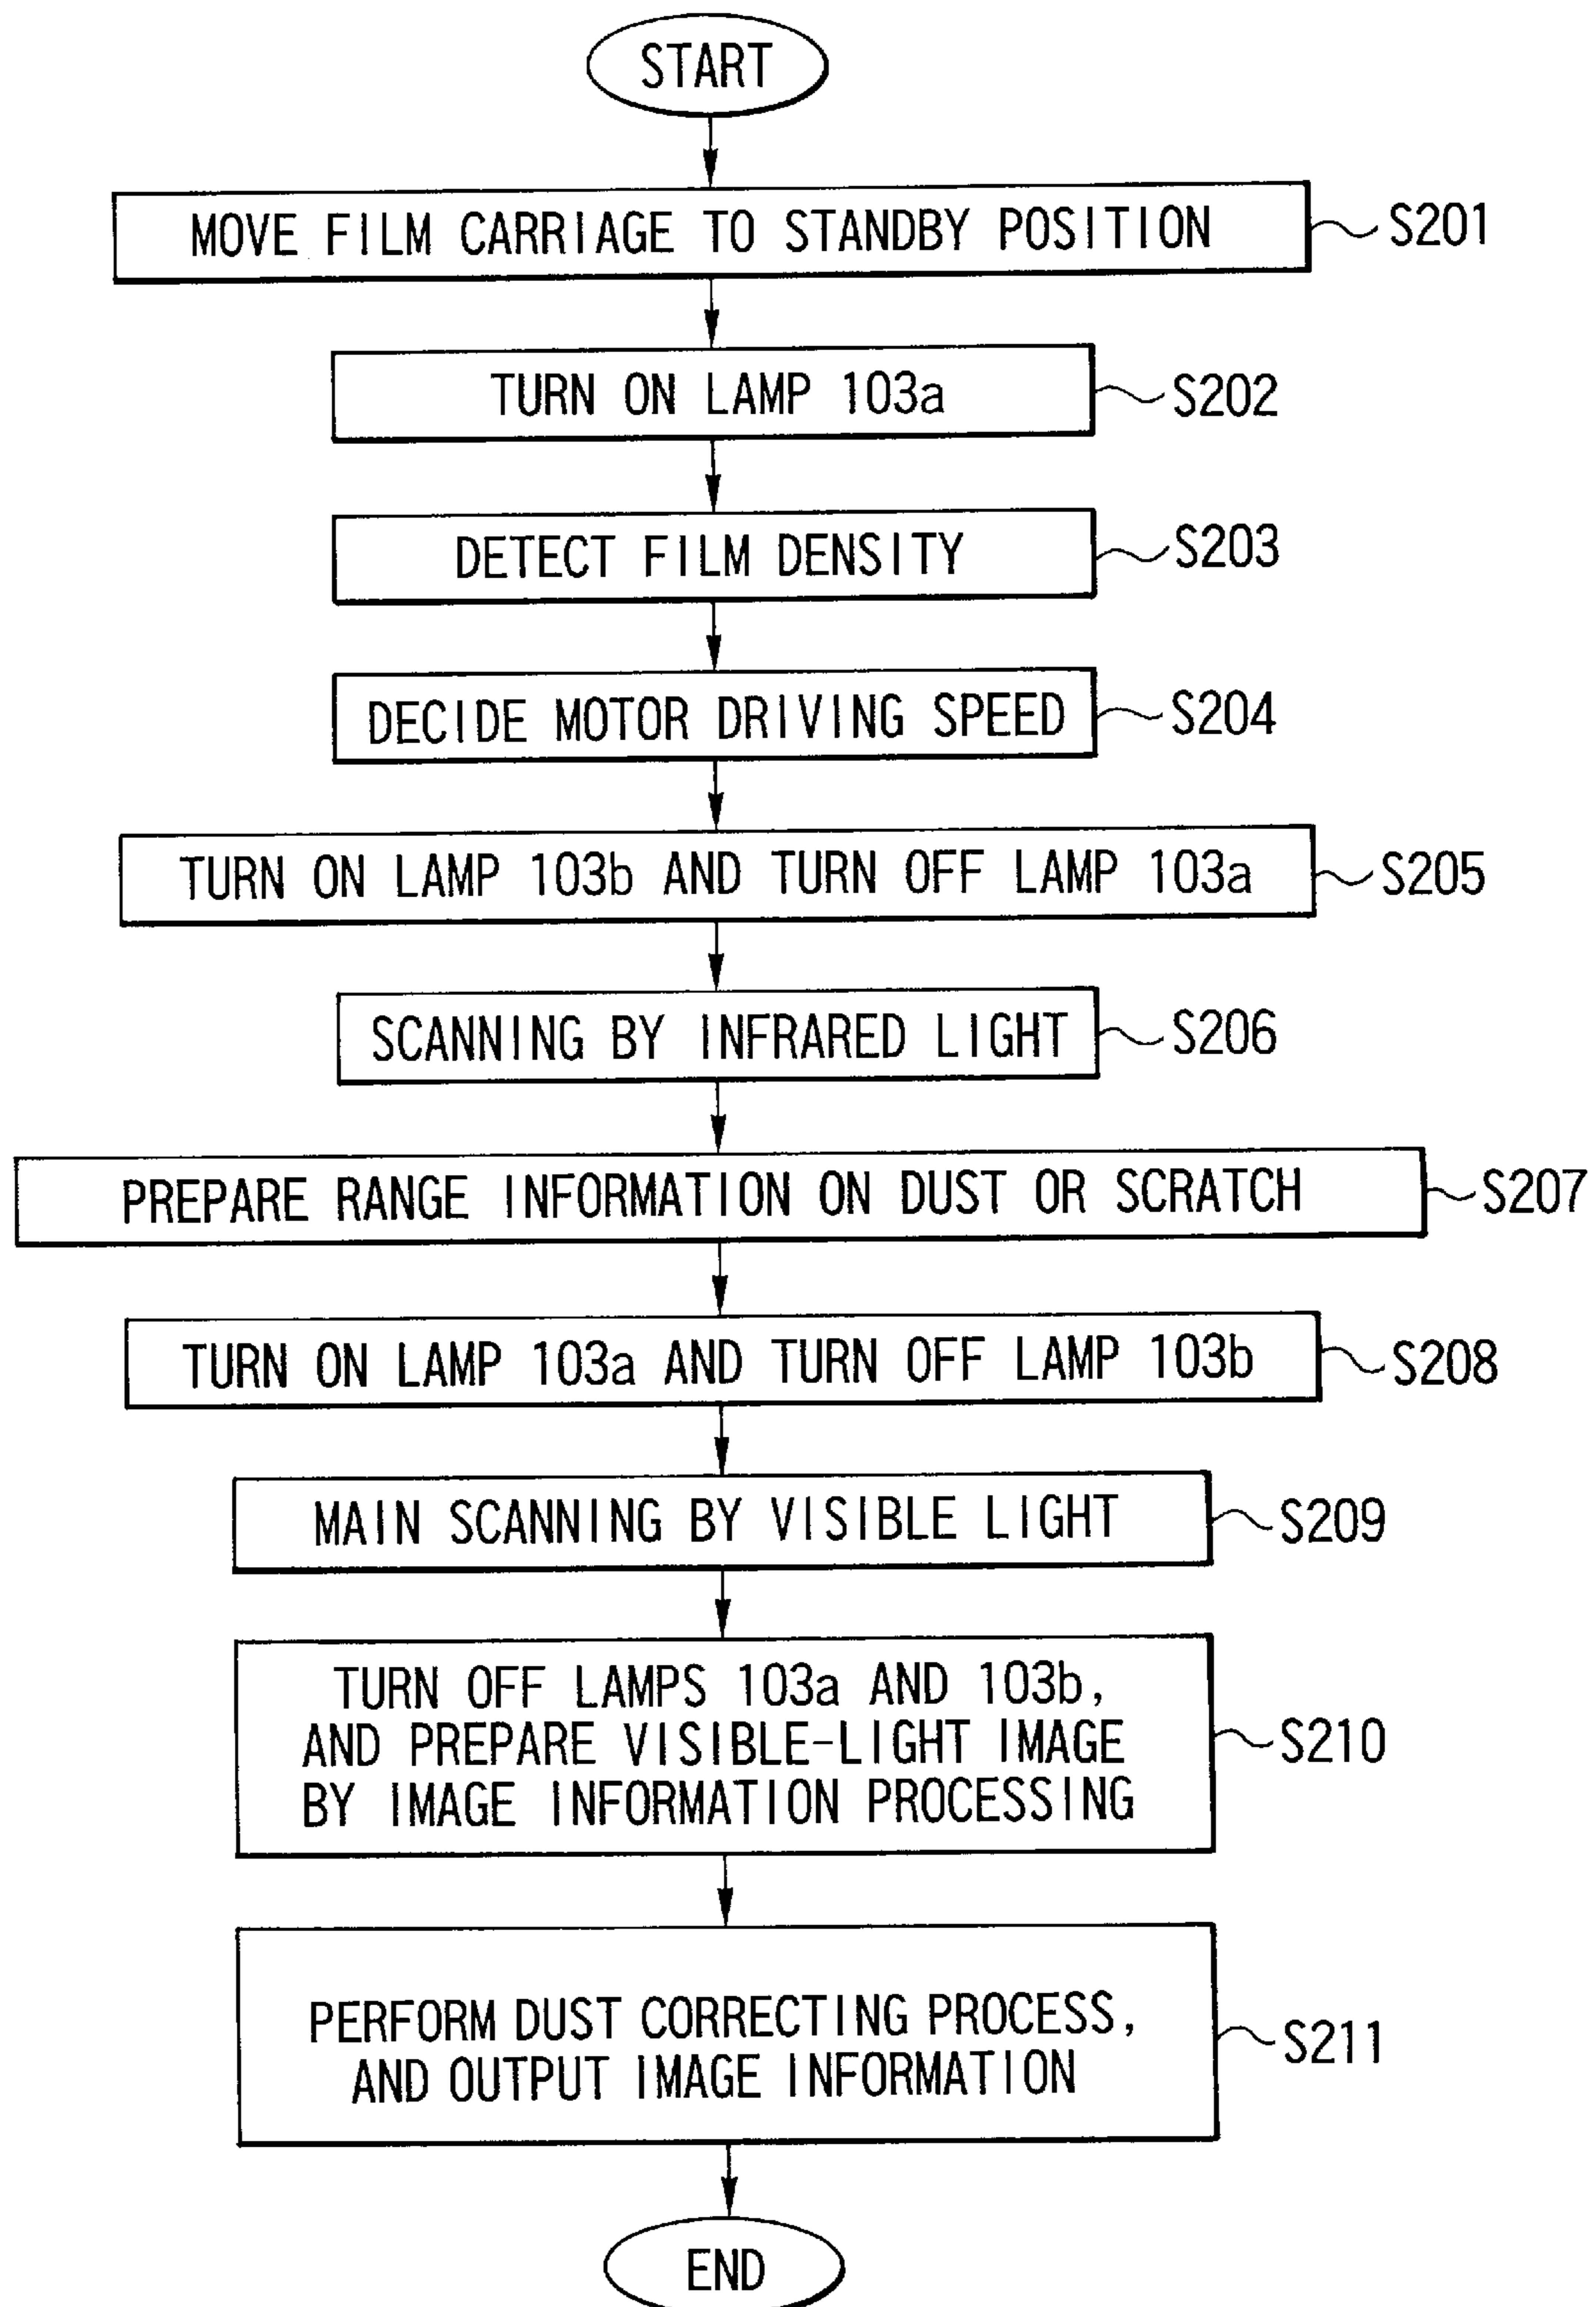 START
MOVE FILM CARRIAGE TO STANDBY POSITION
S201
TURN ON LAMP 103a
S202
DETECT FILM DENSITY
S203
DECIDE MOTOR DRIVING SPEED
S204
TURN ON LAMP 103b AND TURN OFF LAMP 103a
S205
SCANNING BY INFRARED LIGHT
S206
PREPARE RANGE INFORMATION ON DUST OR SCRATCH
S207
TURN ON LAMP 103a AND TURN OFF LAMP 103b
S208
MAIN SCANNING BY VISIBLE LIGHT
S209
TURN OFF LAMPS 103a AND 103b,
AND PREPARE VISIBLE-LIGHT IMAGE
BY IMAGE INFORMATION PROCESSING
S210
PERFORM DUST CORRECTING PROCESS,
AND OUTPUT IMAGE INFORMATION
S211
END